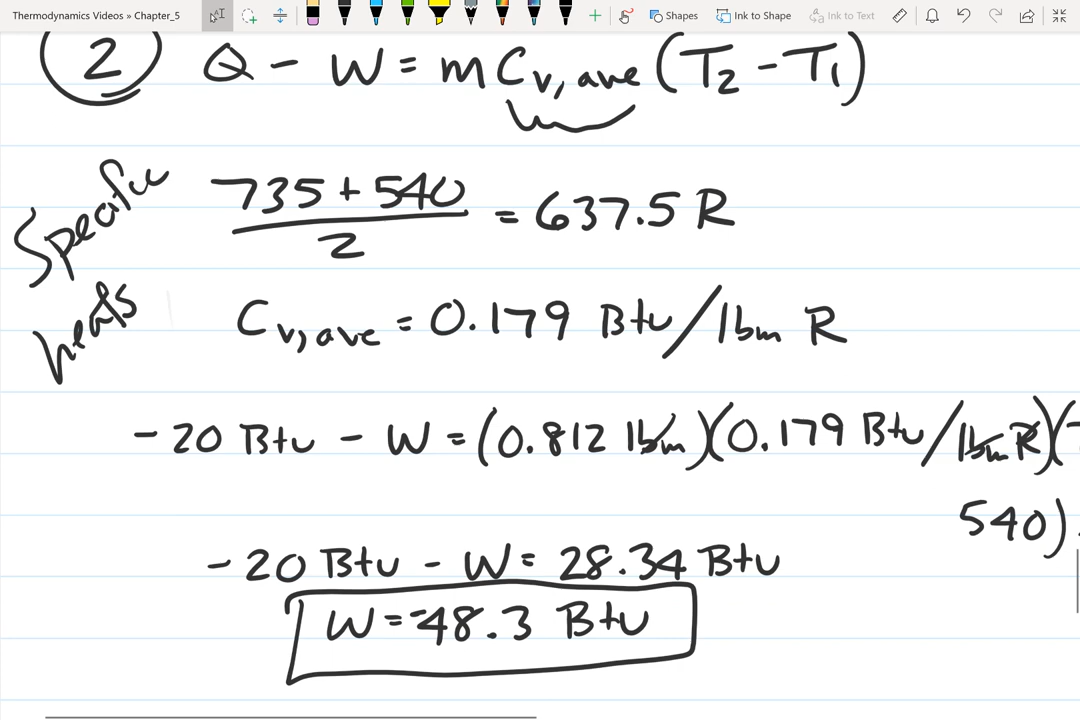 Thermodynamics Videos » Chapter_5
Shapes
Ink to Shape
Ink to Text
2 Q - W = m Cv,ave (T2 - T1)
Specific heats
735 + 540 / 2 = 637.5 R
Cv,ave = 0.179 Btu/lbm R
-20 Btu - W = (0.812 lbm)(0.179 Btu/lbm R)(
540)
-20 Btu - W = 28.34 Btu
W = -48.3 Btu